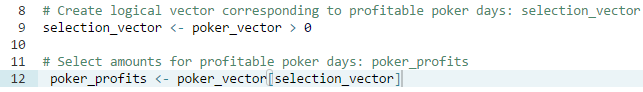 8 # Create logical vector corresponding to profitable poker days: selection_vector
9 selection_vector <- poker_vector > 0
10
11 # Select amounts for profitable poker days: poker_profits
12 poker_profits <- poker_vector[selection_vector]